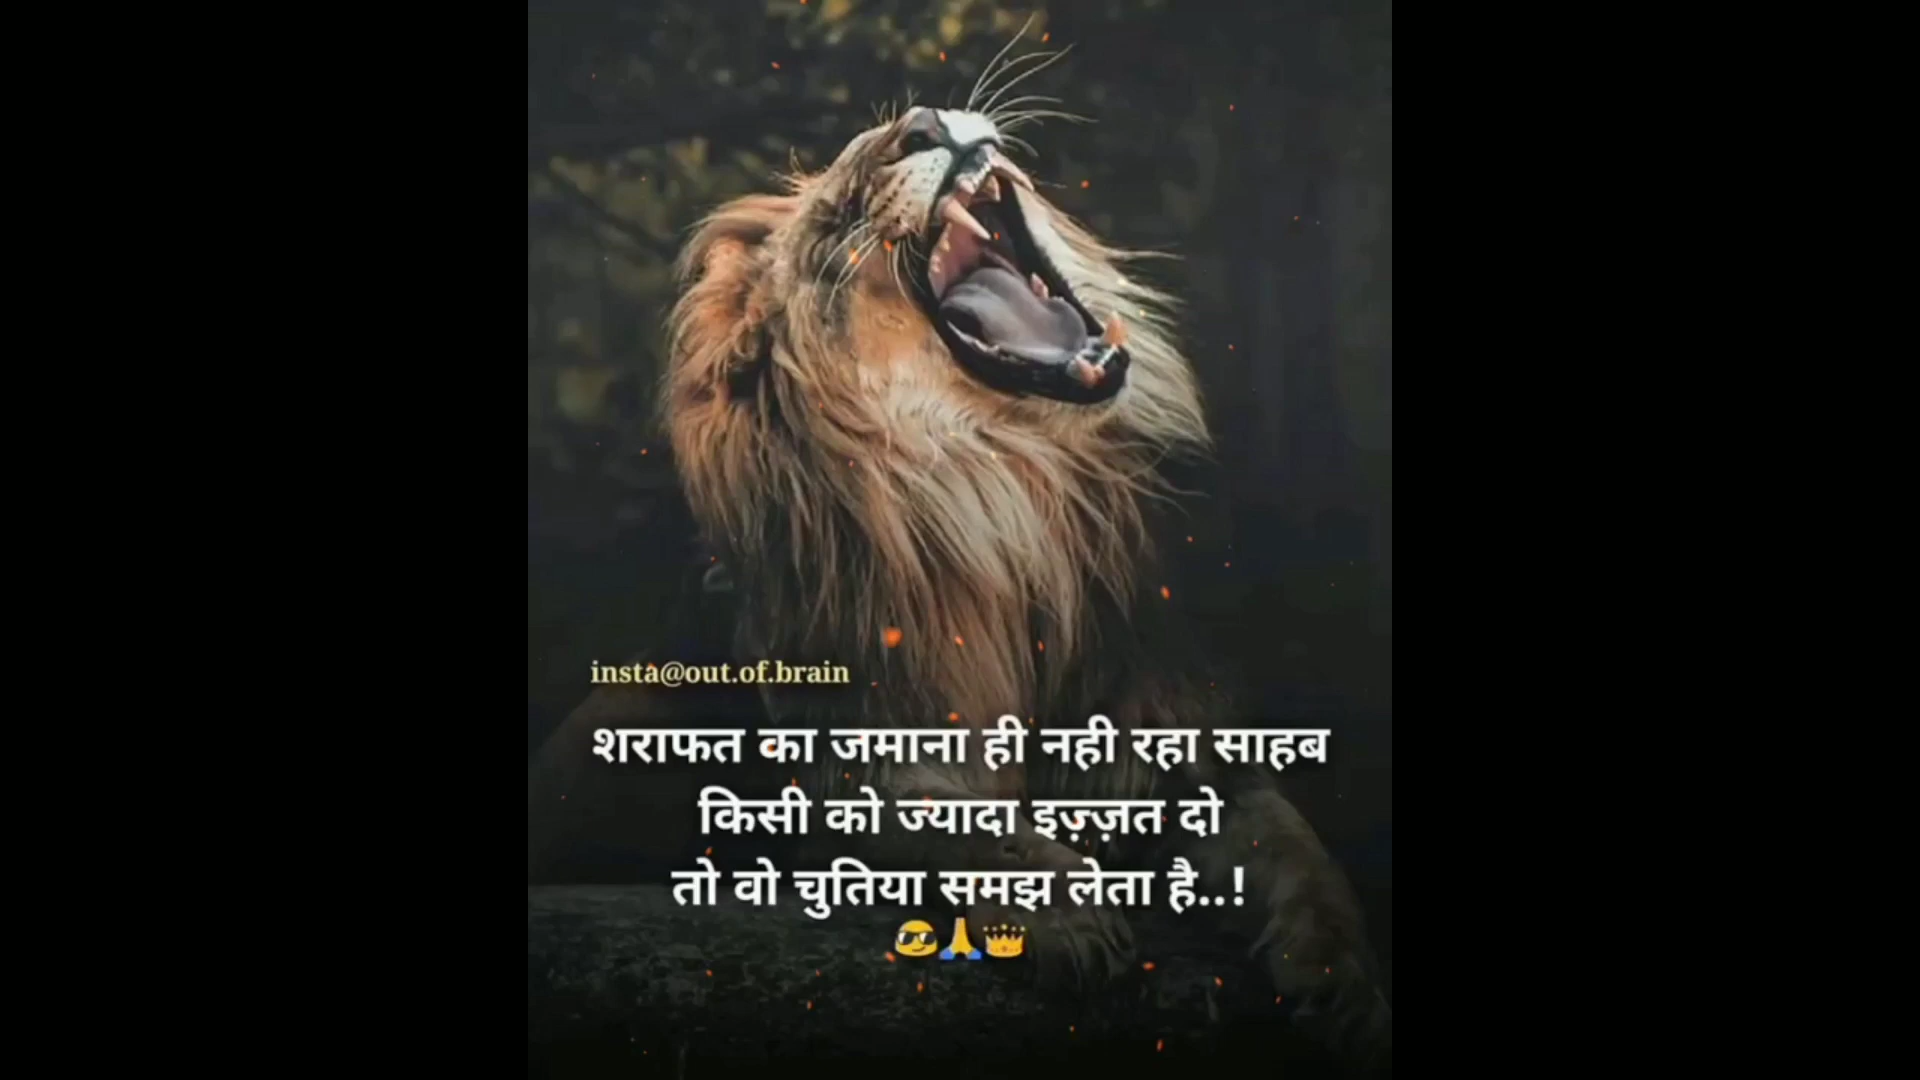 insta@out.of.brain
शराफत का जमाना ही नही रहा साहब
किसी को ज्यादा इज़्ज़त दो
तो वो चुतिया समझ लेता है..!
😎🙏👑